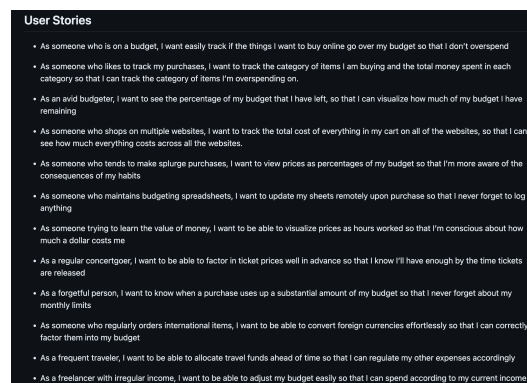 User Stories
• As someone who is on a budget, I want easily track if the things I want to buy online go over my budget so that I don't overspend
• As someone who likes to track my purchases, I want to track the category of items I am buying and the total money spent in each
category so that I can track the category of items I'm overspending on.
• As an avid budgeter, I want to see the percentage of my budget that I have left, so that I can visualize how much of my budget I have
remaining
• As someone who shops on multiple websites, I want to track the total cost of everything in my cart on all of the websites, so that I can
see how much everything costs across all the websites.
• As someone who tends to make splurge purchases, I want to view prices as percentages of my budget so that I'm more aware of the
consequences of my habits
• As someone who maintains budgeting spreadsheets, I want to update my sheets remotely upon purchase so that I never forget to log
anything
• As someone trying to learn the value of money, I want to be able to visualize prices as hours worked so that I'm conscious about how
much a dollar costs me
• As a regular concertgoer, I want to be able to factor in ticket prices well in advance so that I know I'll have enough by the time tickets
are released
• As a forgetful person, I want to know when a purchase uses up a substantial amount of my budget so that I never forget about my
monthly limits
• As someone who regularly orders international items, I want to be able to convert foreign currencies effortlessly so that I can correctly
factor them into my budget
• As a frequent traveler, I want to be able to allocate travel funds ahead of time so that I can regulate my other expenses accordingly
• As a freelancer with irregular income, I want to be able to adjust my budget easily so that I can spend according to my current income